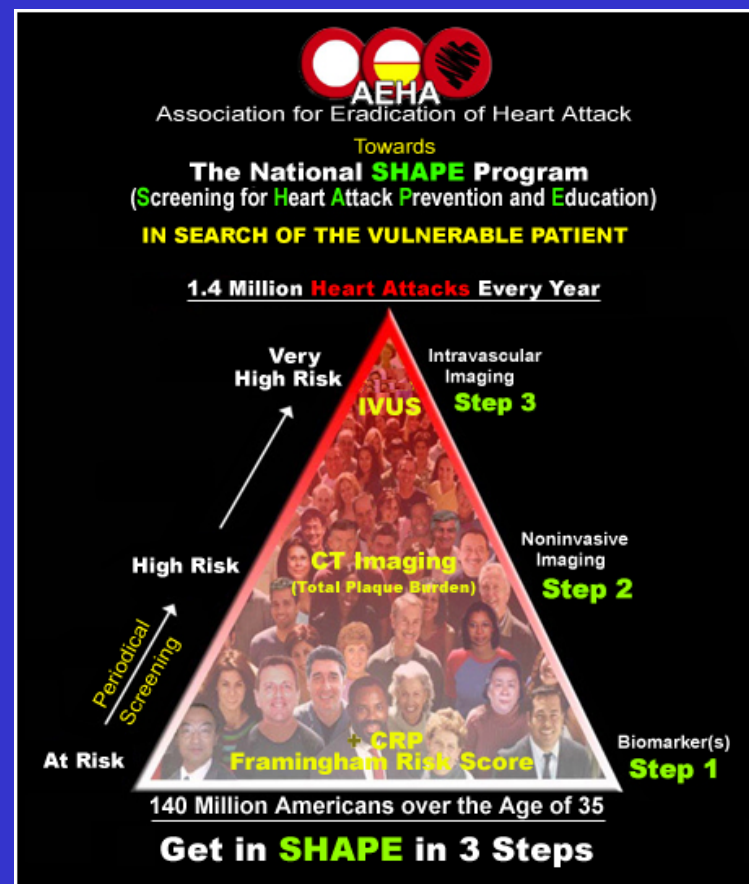 AEHA
Association for Eradication of Heart Attack
Towards
The National SHAPE Program
(Screening for Heart Attack Prevention and Education)
IN SEARCH OF THE VULNERABLE PATIENT
1.4 Million Heart Attacks Every Year
Very
High Risk
Intravascular
Imaging
Step 3
IVUS
High Risk
CT Imaging
(Total Plaque Burden)
Noninvasive
Imaging
Step 2
Periodical
Screening
At Risk
+ CRP
Framingham Risk Score
Biomarker(s)
Step 1
140 Million Americans over the Age of 35
Get in SHAPE in 3 Steps